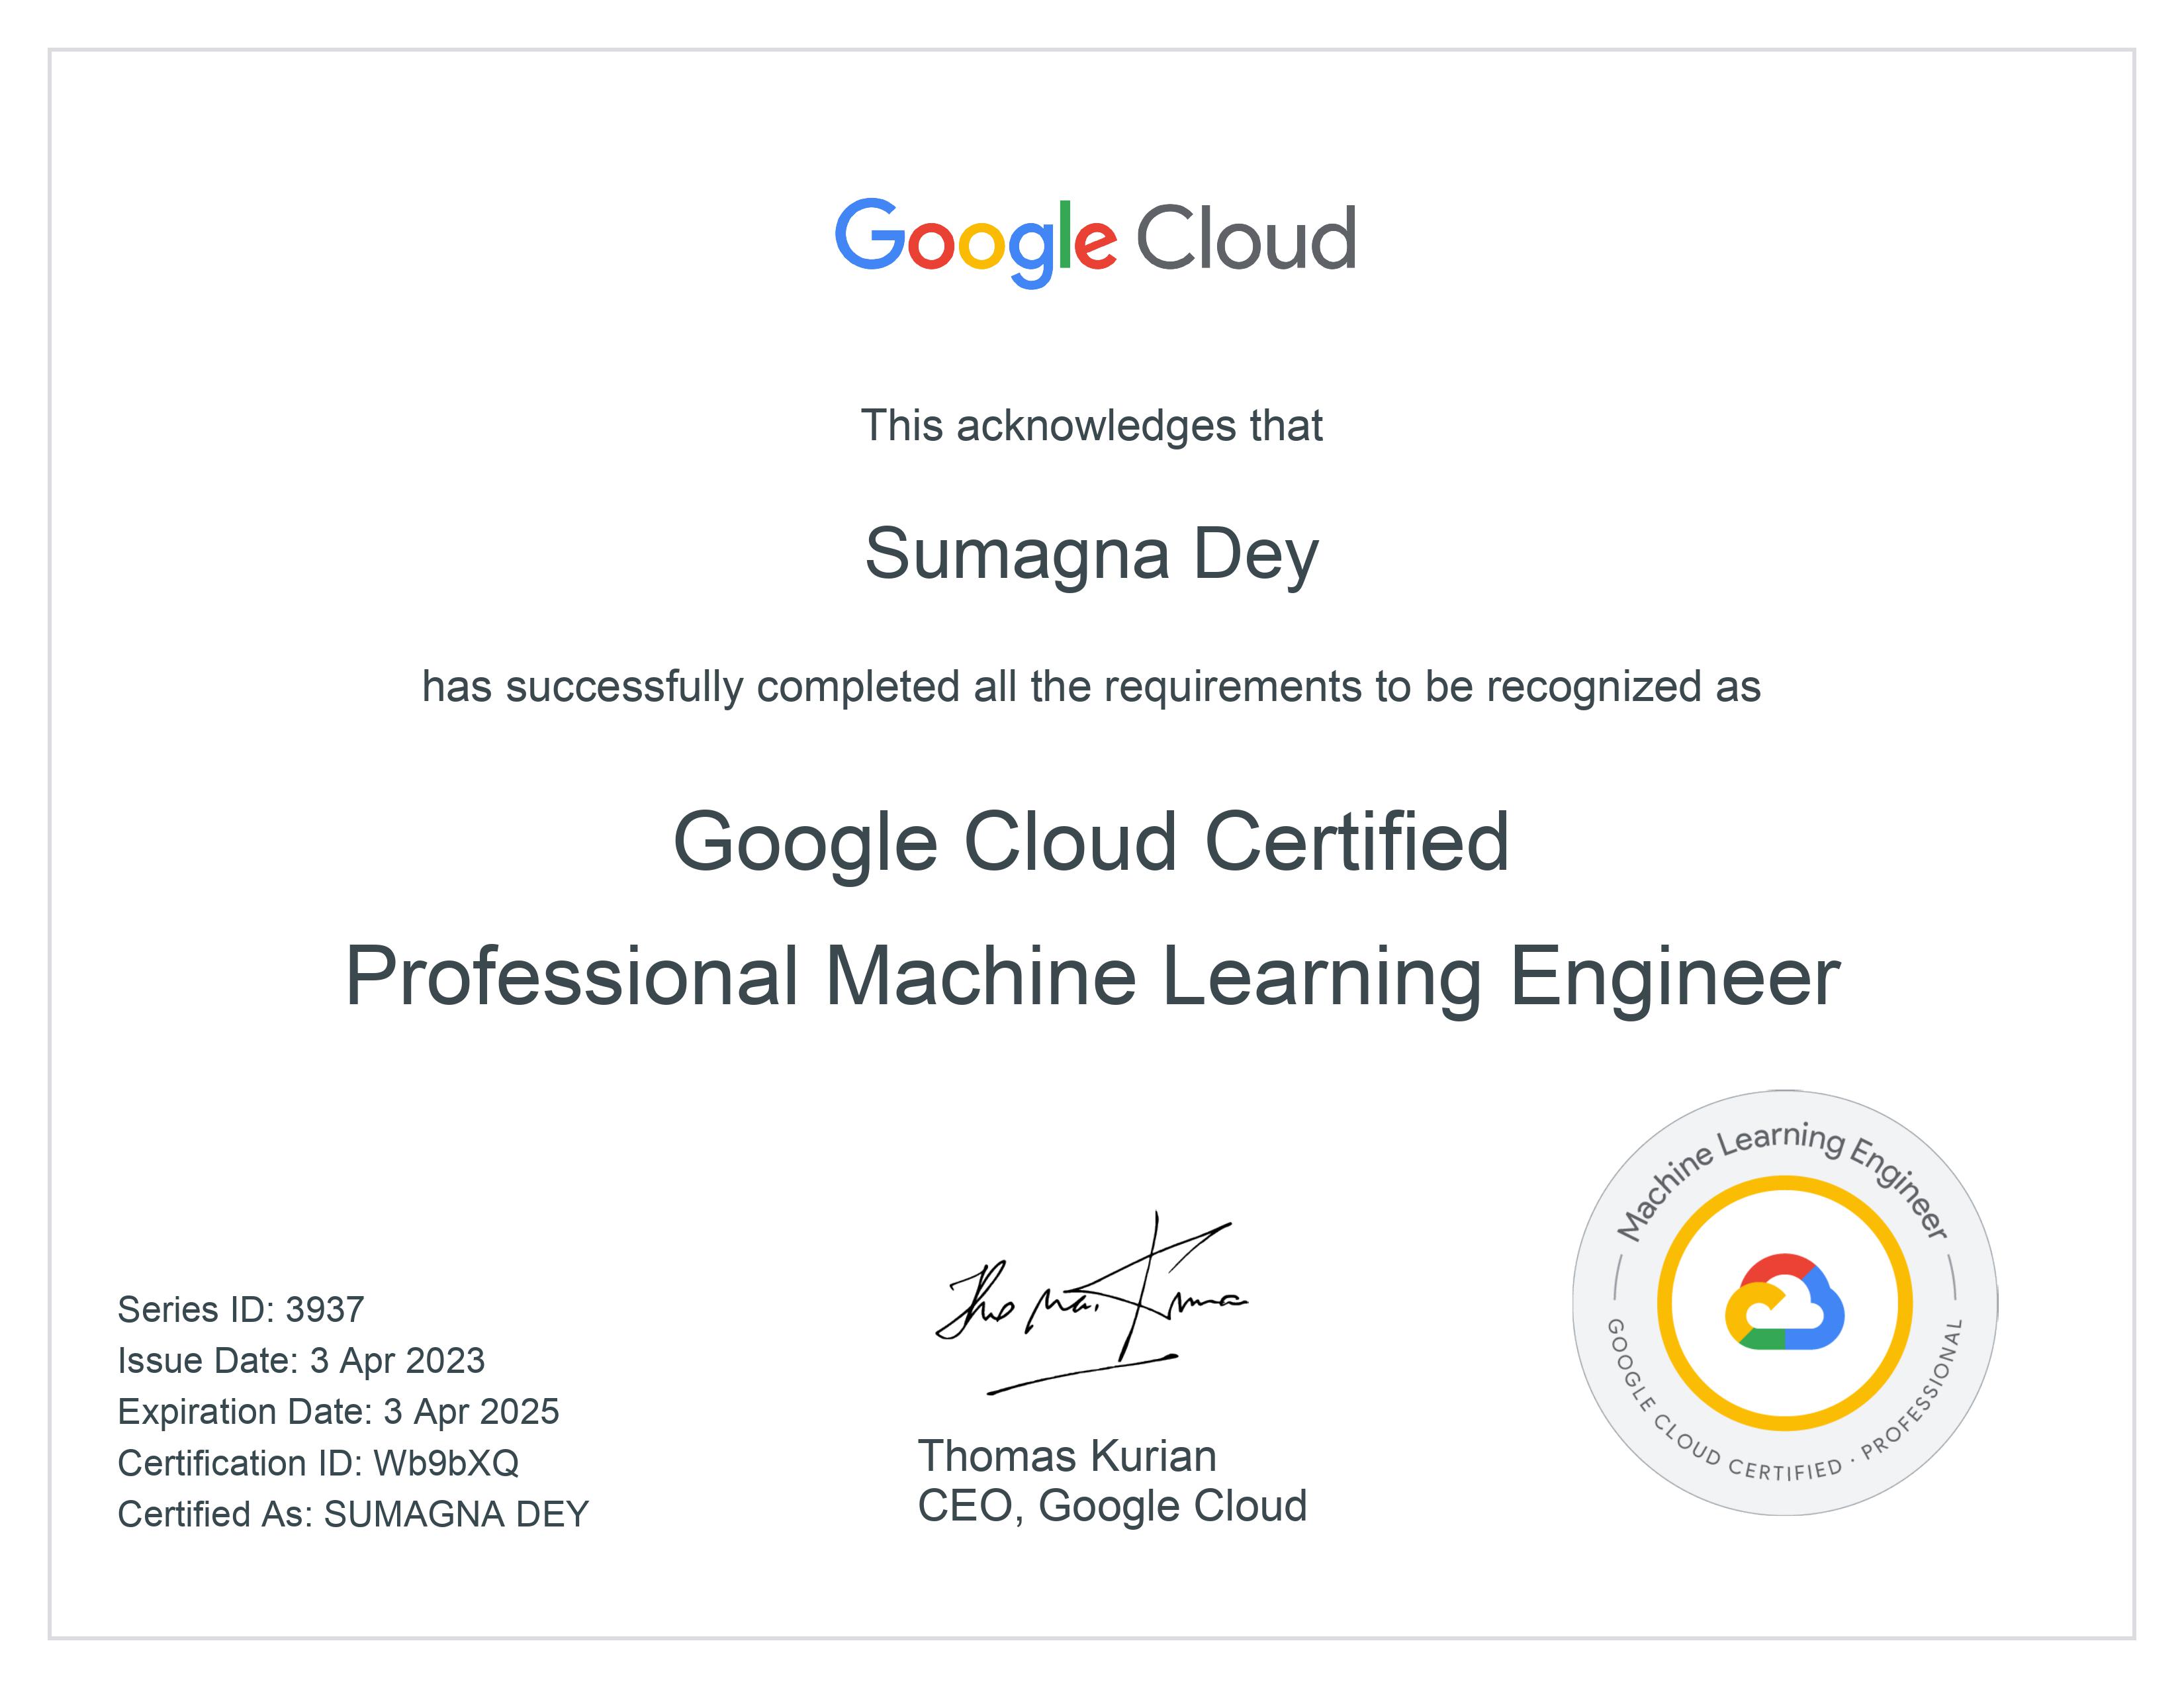 Google Cloud
This acknowledges that
Sumagna Dey
has successfully completed all the requirements to be recognized as
Google Cloud Certified
Professional Machine Learning Engineer
Series ID: 3937
Issue Date: 3 Apr 2023
Expiration Date: 3 Apr 2025
Certification ID: Wb9bXQ
Certified As: SUMAGNA DEY
Thomas Kurian
Thomas Kurian
CEO, Google Cloud
Machine Learning Engineer
GOOGLE CLOUD CERTIFIED · PROFESSIONAL